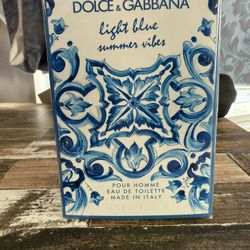 DOLCE & GABBANA
light blue
summer vibes
POUR HOMME
EAU DE TOILETTE
MADE IN ITALY